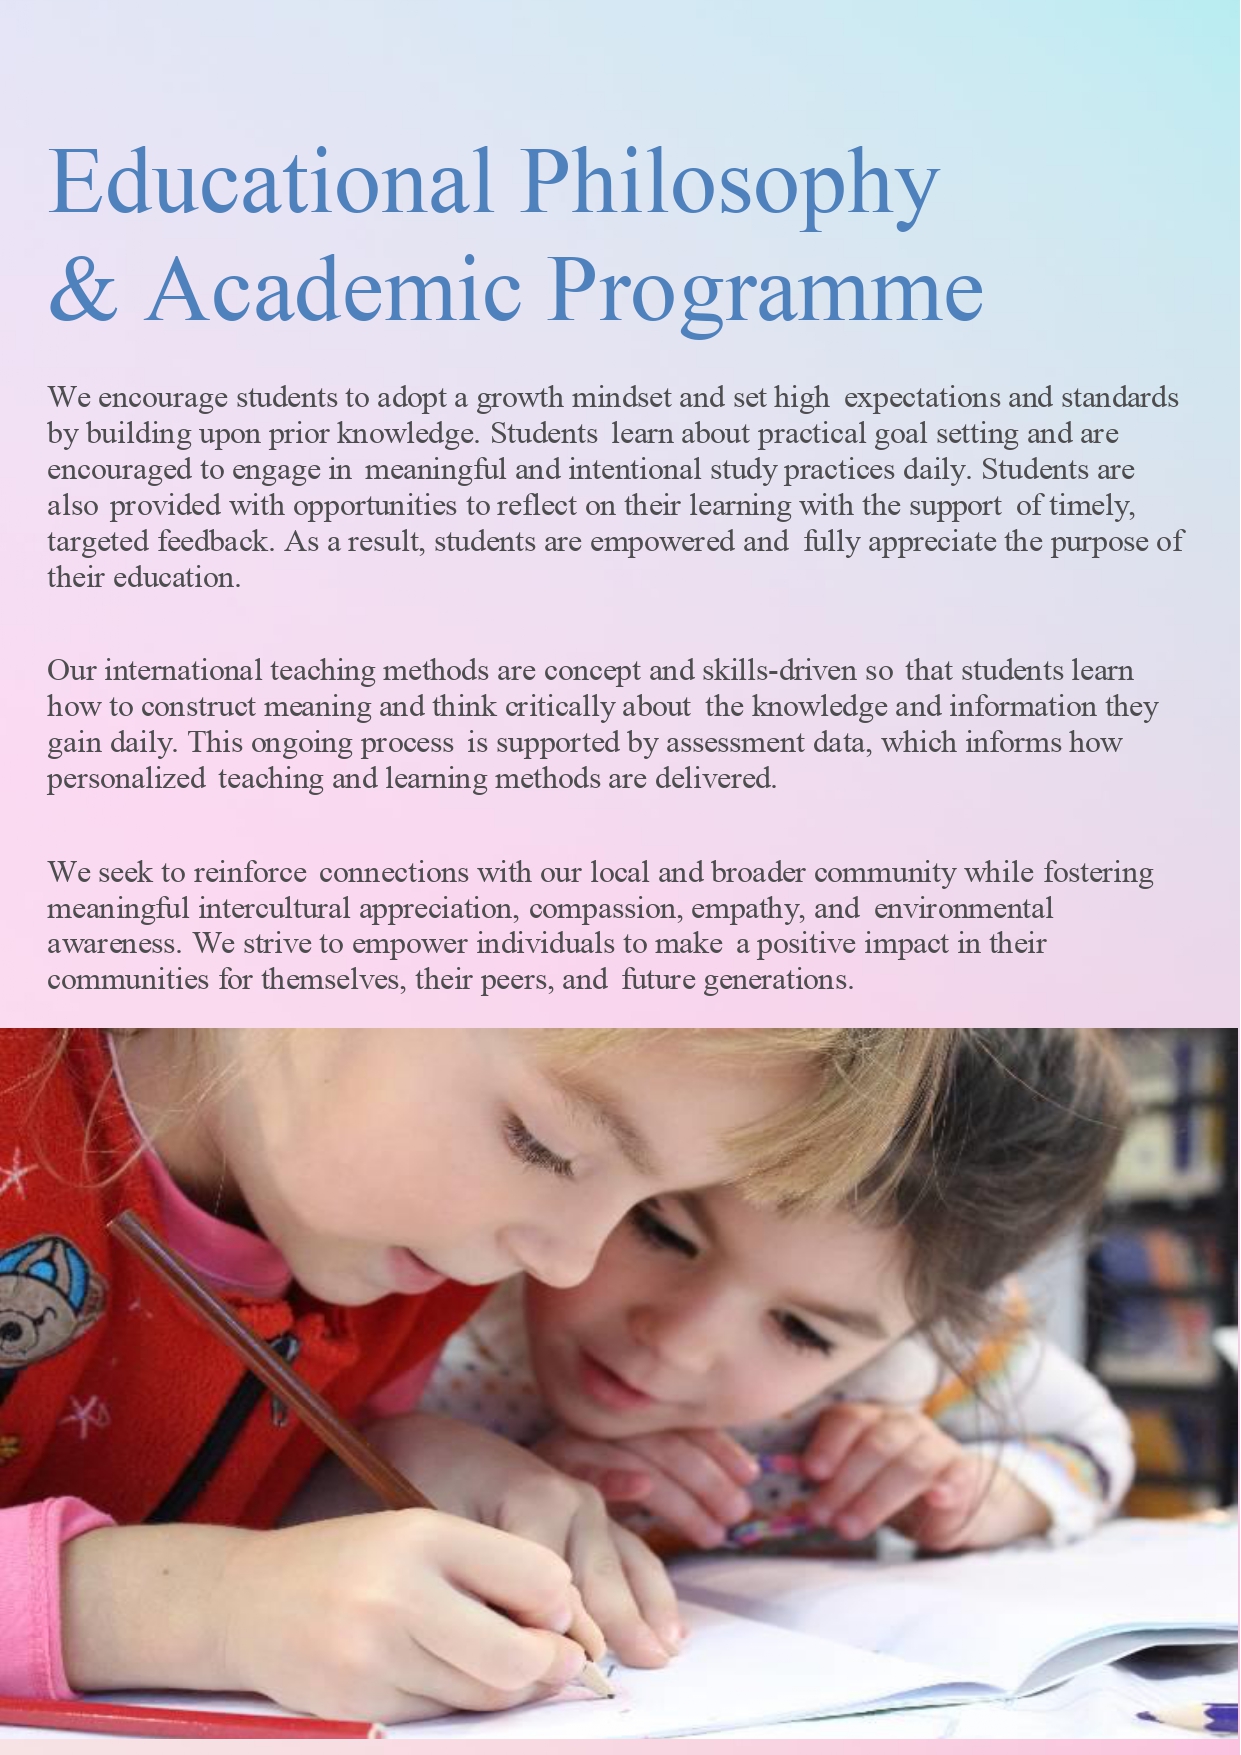 Educational Philosophy
& Academic Programme
We encourage students to adopt a growth mindset and set high expectations and standards
by building upon prior knowledge. Students learn about practical goal setting and are
encouraged to engage in meaningful and intentional study practices daily. Students are
also provided with opportunities to reflect on their learning with the support of timely,
targeted feedback. As a result, students are empowered and fully appreciate the purpose of
their education.
Our international teaching methods are concept and skills-driven so that students learn
how to construct meaning and think critically about the knowledge and information they
gain daily. This ongoing process is supported by assessment data, which informs how
personalized teaching and learning methods are delivered.
We seek to reinforce connections with our local and broader community while fostering
meaningful intercultural appreciation, compassion, empathy, and environmental
awareness. We strive to empower individuals to make a positive impact in their
communities for themselves, their peers, and future generations.